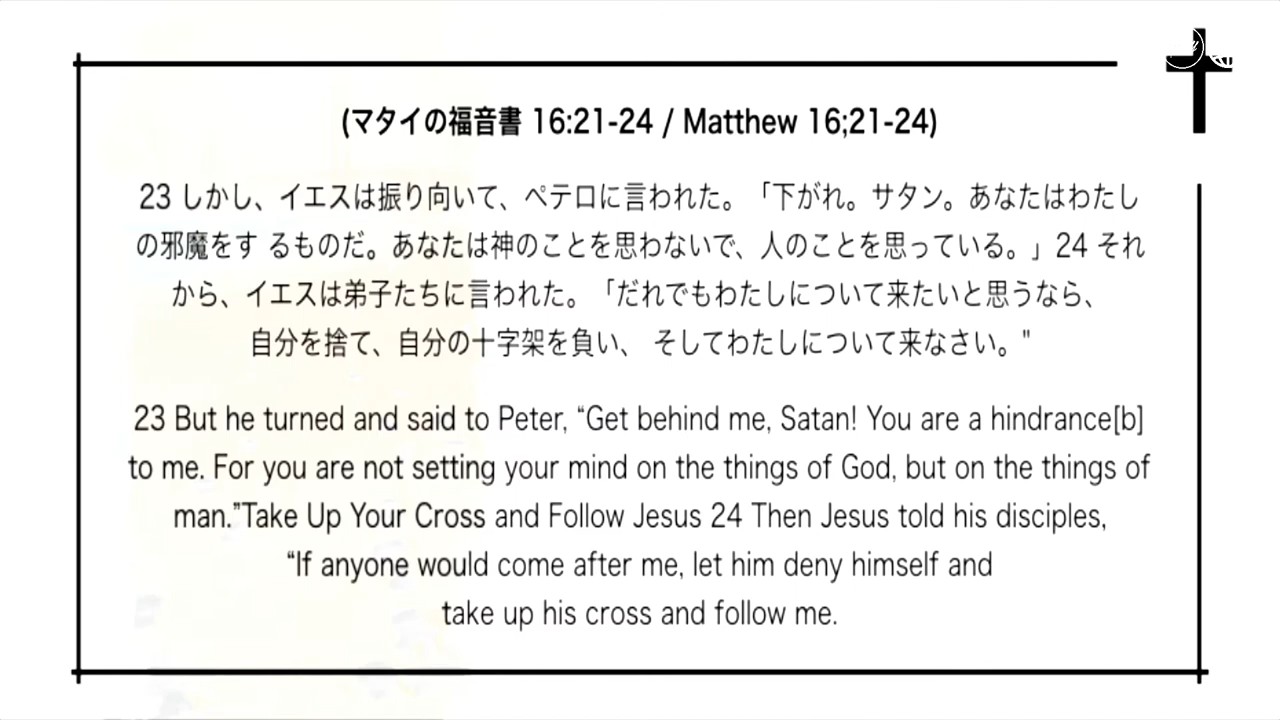 (マタイの福音書 16:21-24 / Matthew 16;21-24)
23 しかし、イエスは振り向いて、ペテロに言われた。「下がれ。サタン。あなたはわたし
の邪魔をす るものだ。あなたは神のことを思わないで、人のことを思っている。」24 それ
から、イエスは弟子たちに言われた。「だれでもわたしについて来たいと思うなら、
自分を捨て、自分の十字架を負い、 そしてわたしについて来なさい。"
23 But he turned and said to Peter, “Get behind me, Satan! You are a hindrance[b]
to me. For you are not setting your mind on the things of God, but on the things of
man.”Take Up Your Cross and Follow Jesus 24 Then Jesus told his disciples,
“If anyone would come after me, let him deny himself and
take up his cross and follow me.